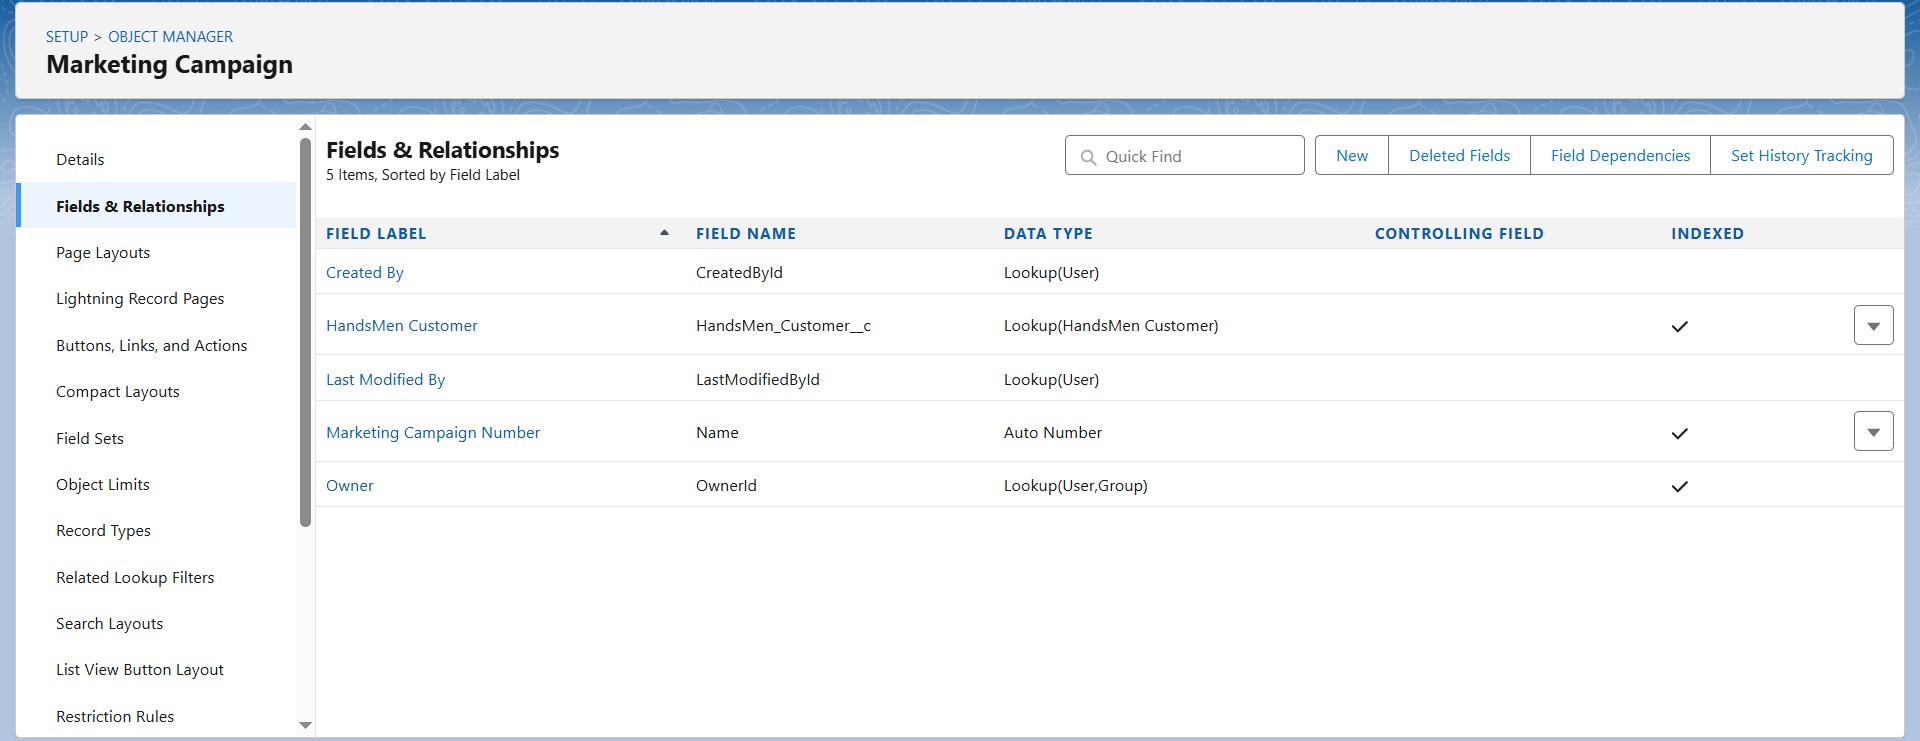 SETUP > OBJECT MANAGER
Marketing Campaign
Details
Fields & Relationships
Page Layouts
Lightning Record Pages
Buttons, Links, and Actions
Compact Layouts
Field Sets
Object Limits
Record Types
Related Lookup Filters
Search Layouts
List View Button Layout
Restriction Rules
Fields & Relationships
5 Items, Sorted by Field Label
Quick Find
New Deleted Fields Field Dependencies Set History Tracking
FIELD LABEL FIELD NAME DATA TYPE CONTROLLING FIELD INDEXED
Created By CreatedById Lookup(User)
HandsMen Customer HandsMen_Customer__c Lookup(HandsMen Customer)
Last Modified By LastModifiedById Lookup(User)
Marketing Campaign Number Name Auto Number
Owner OwnerId Lookup(User,Group)